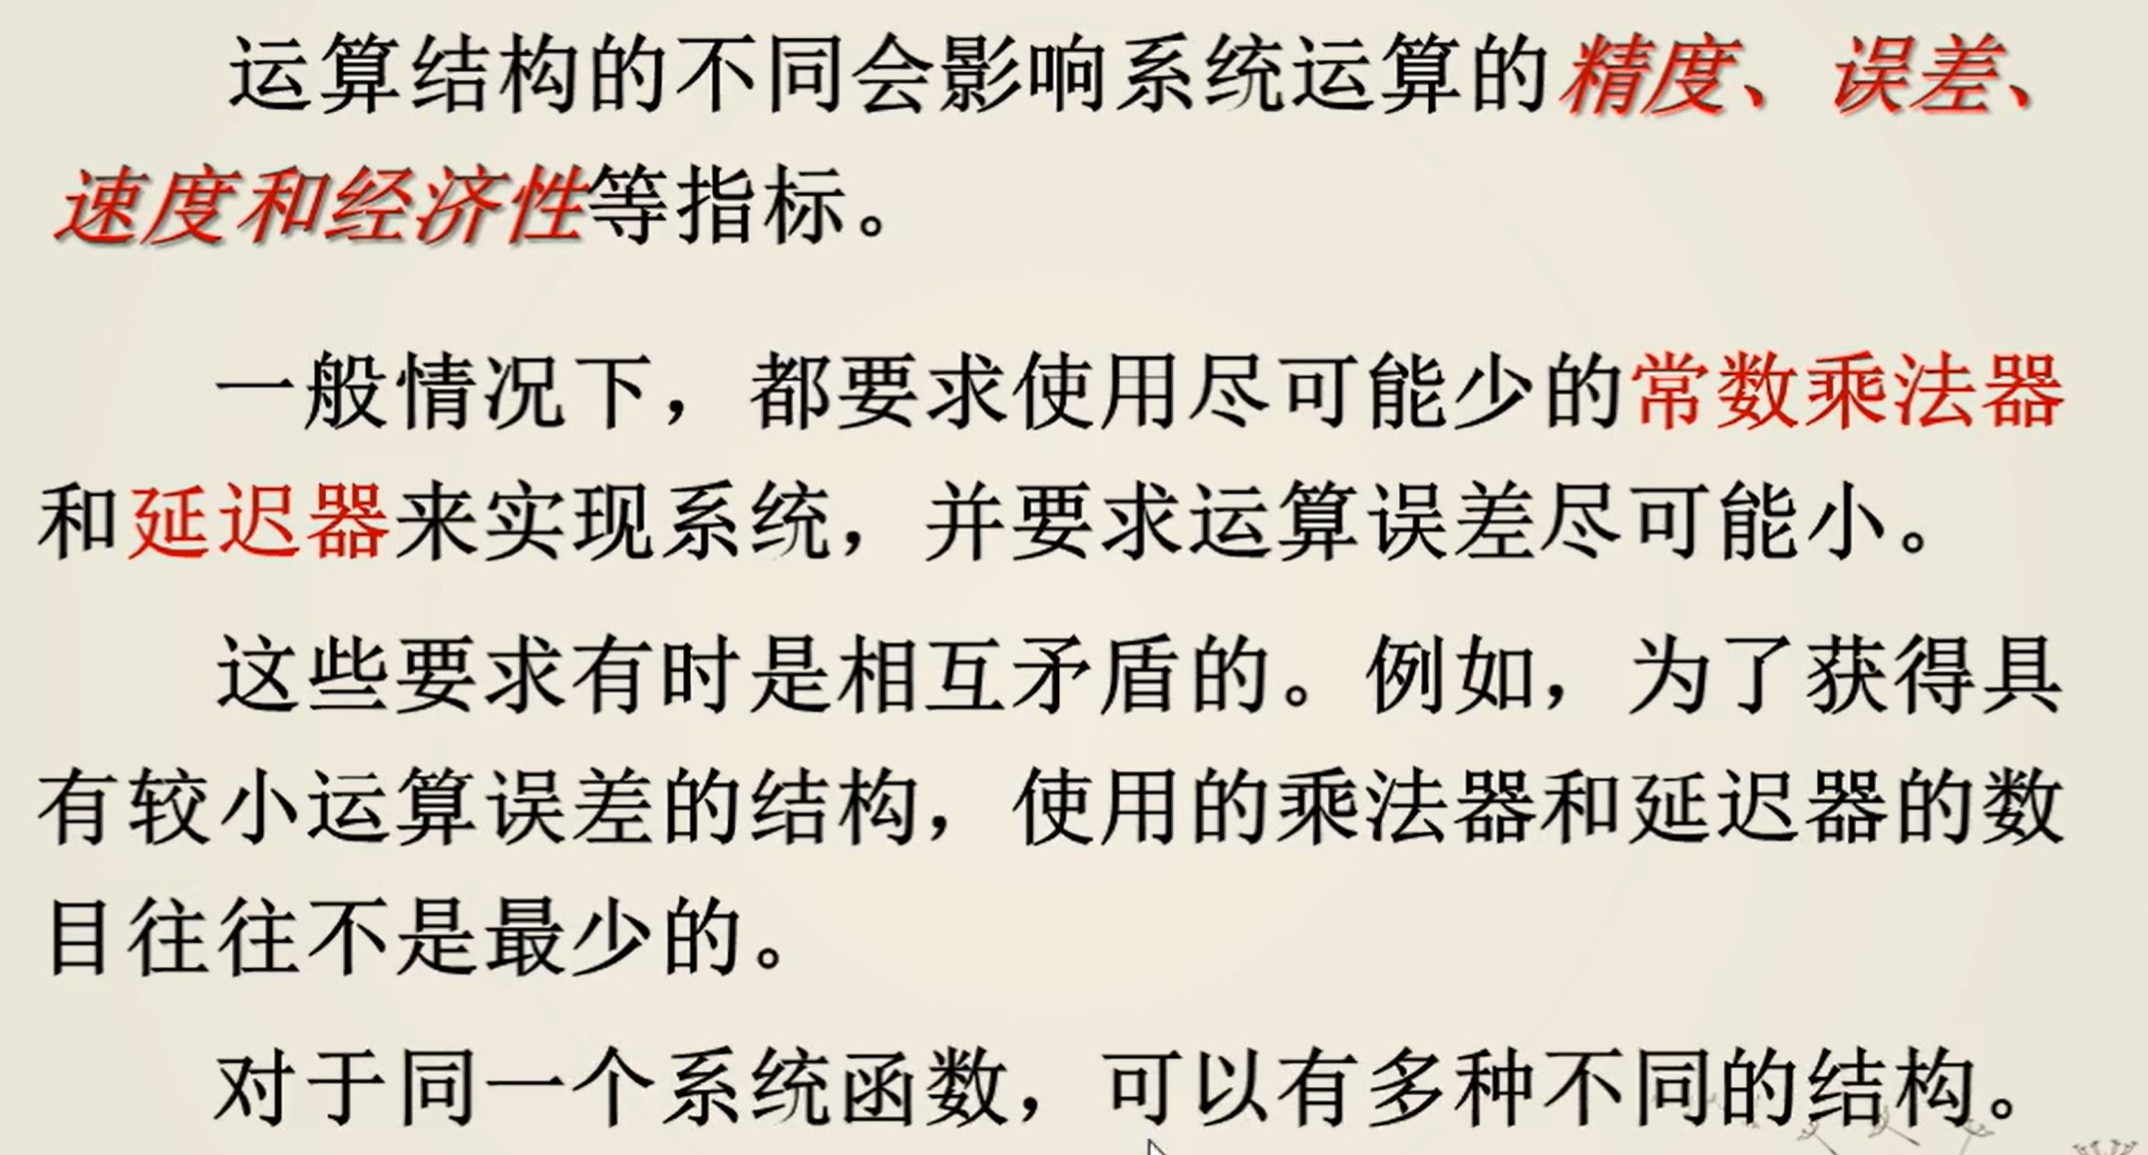 运算结构的不同会影响系统运算的精度、误差、
速度和经济性等指标。
一般情况下，都要求使用尽可能少的常数乘法器
和延迟器来实现系统，并要求运算误差尽可能小。
这些要求有时是相互矛盾的。例如，为了获得具
有较小运算误差的结构，使用的乘法器和延迟器的数
目往往不是最少的。
对于同一个系统函数，可以有多种不同的结构。